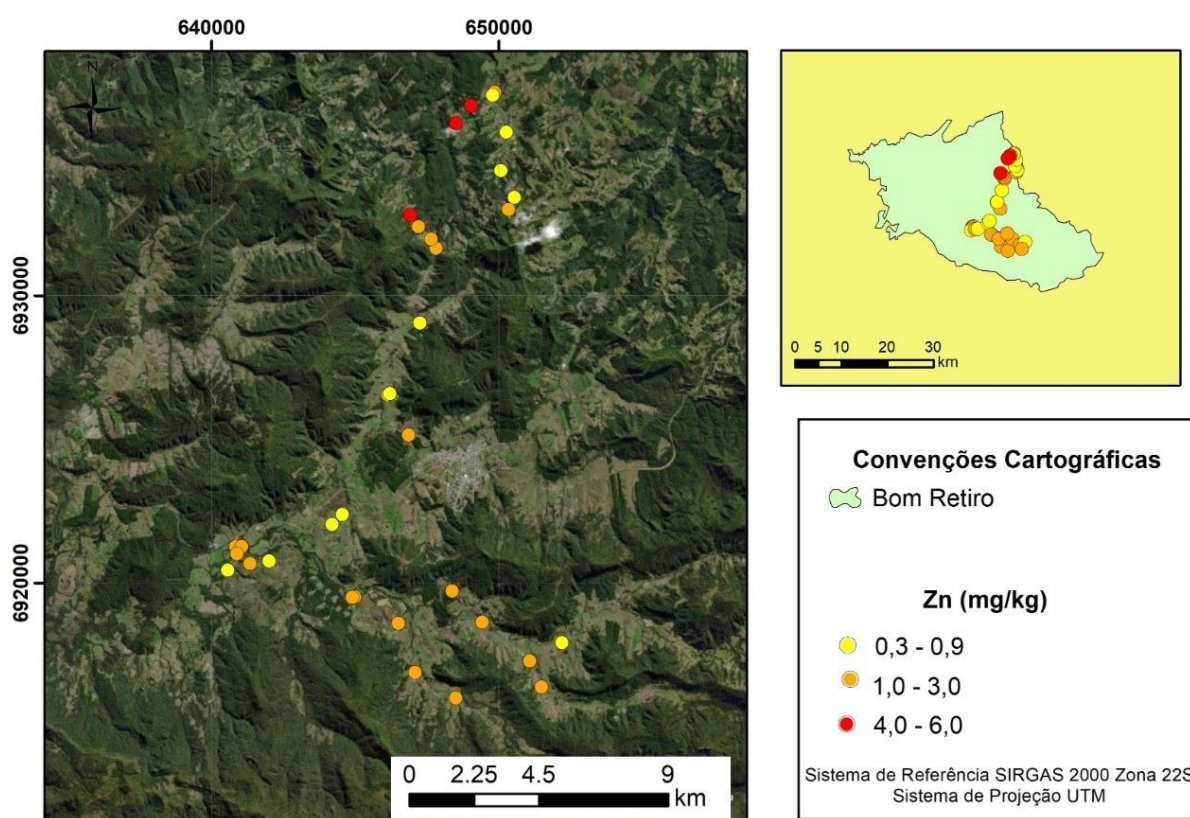 640000 650000
N
6930000
6920000
0 2.25 4.5 9
km
0 5 10 20 30
km
Convenções Cartográficas
Bom Retiro
Zn (mg/kg)
0,3 - 0,9
1,0 - 3,0
4,0 - 6,0
Sistema de Referência SIRGAS 2000 Zona 22S
Sistema de Projeção UTM